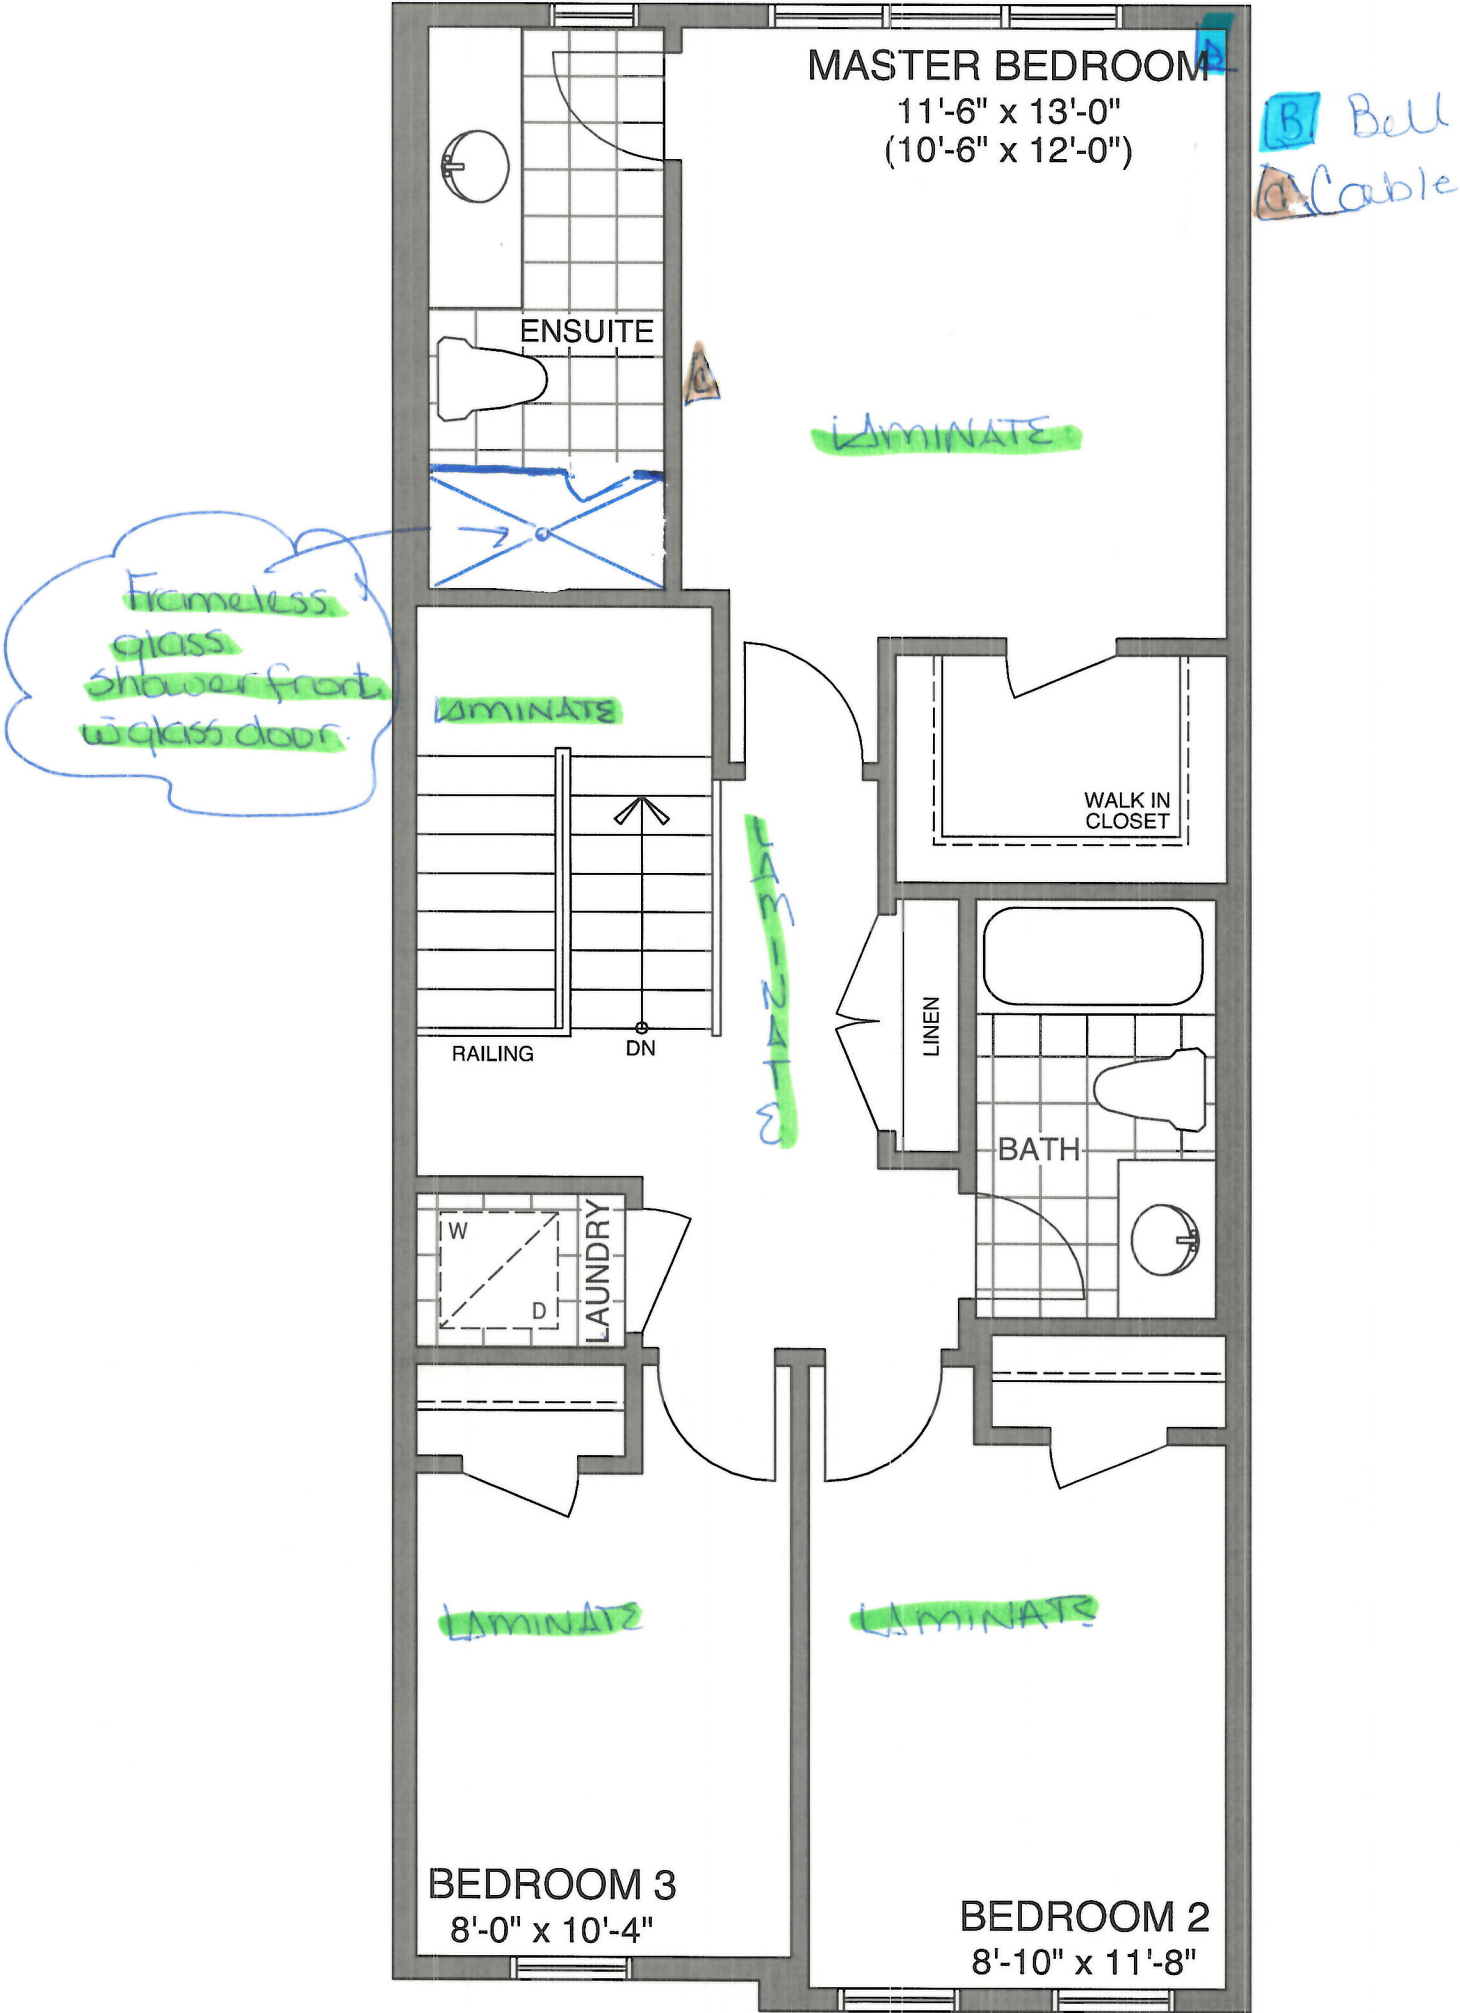 MASTER BEDROOM
11'-6" x 13'-0"
(10'-6" x 12'-0")
B
B Bell
C Cable
ENSUITE
C
LAMINATE
Frameless
glass
shower front
w glass door.
LAMINATE
WALK IN
CLOSET
LAMINATE
LINEN
RAILING
DN
BATH
W
D
LAUNDRY
LAMINATE
LAMINATE
BEDROOM 3
8'-0" x 10'-4"
BEDROOM 2
8'-10" x 11'-8"